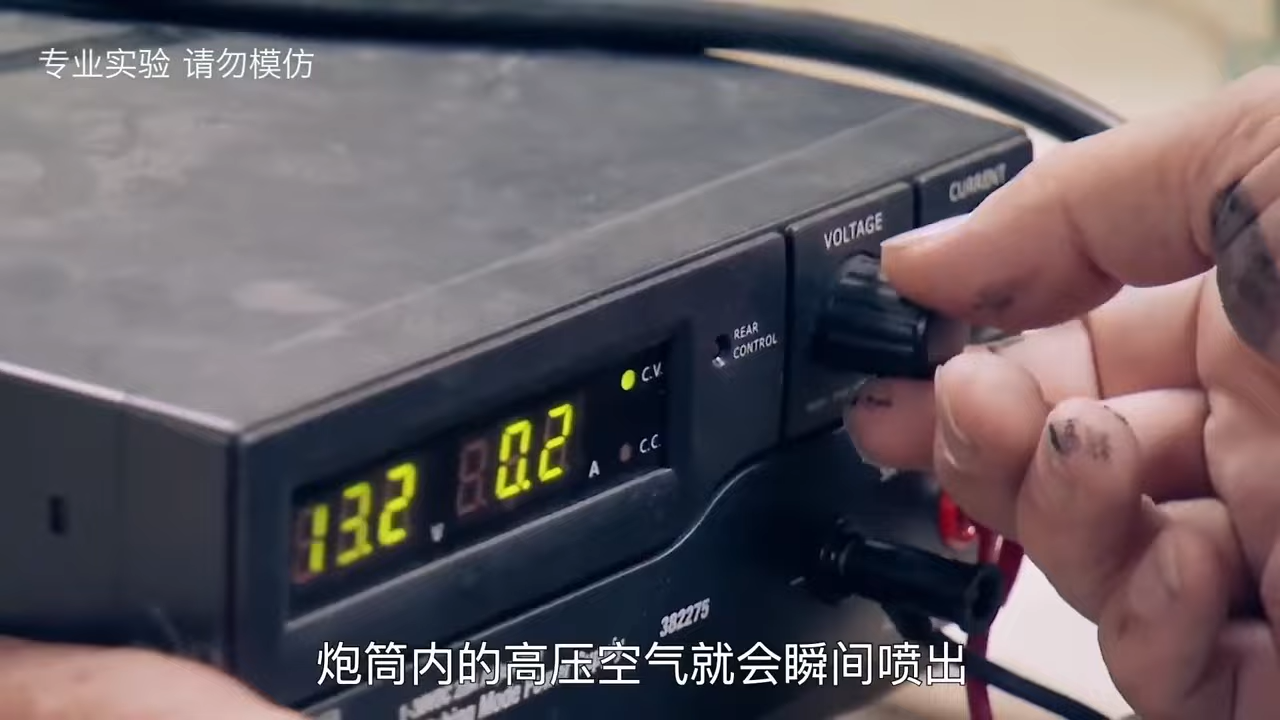 专业实验 请勿模仿
CURRENT
VOLTAGE
REAR
CONTROL
C.V.
C.C.
13.2 V 0.2 A
382275
炮筒内的高压空气就会瞬间喷出